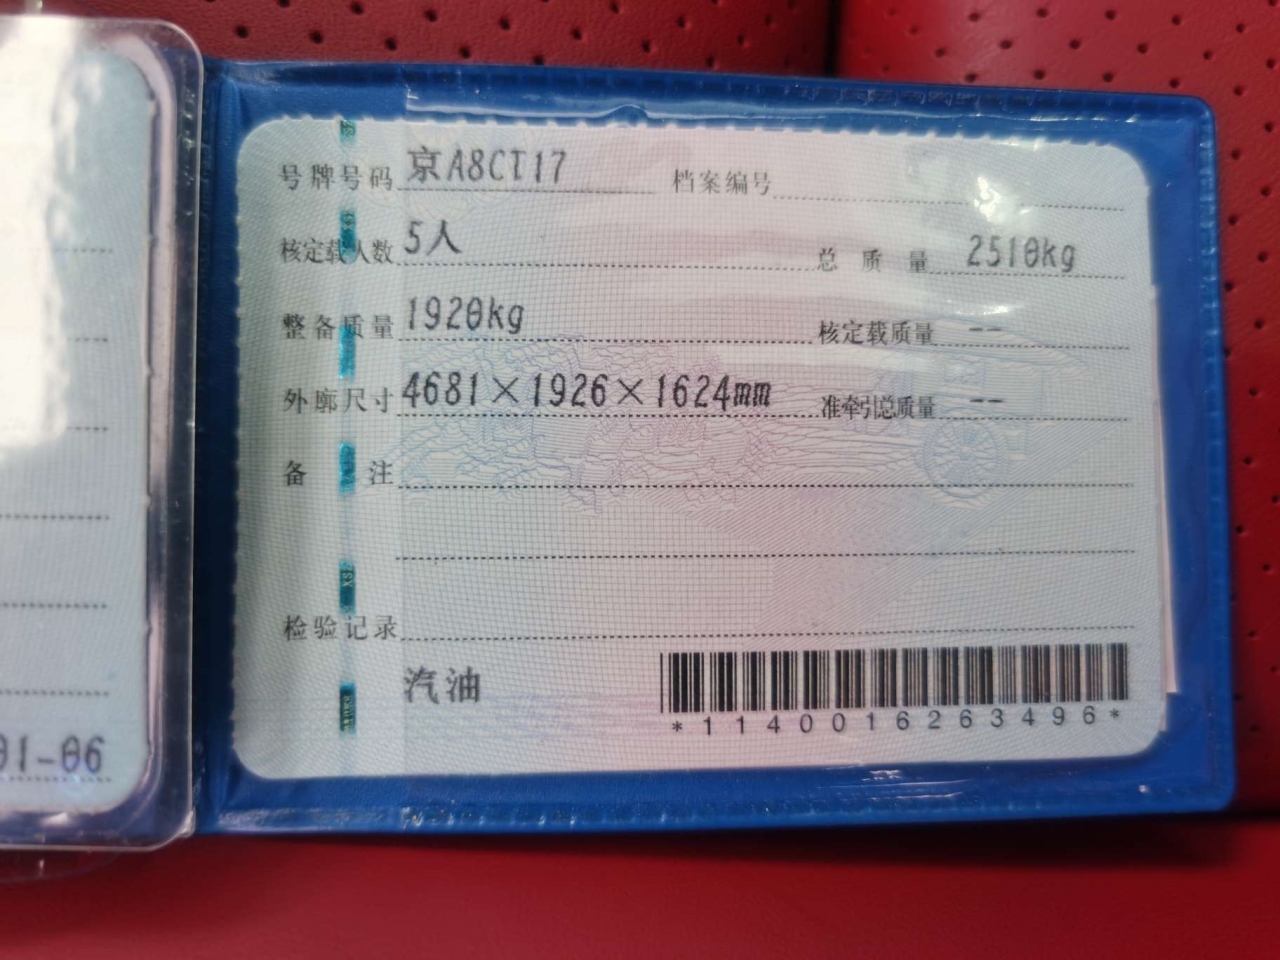 号牌号码 京A8CT17 档案编号
核定载人数 5人 总质量 2510kg
整备质量 1920kg 核定载质量 --
外廓尺寸 4681×1926×1624mm 准牵引总质量 --
备注
检验记录
汽油
*1140016263496*
01-06